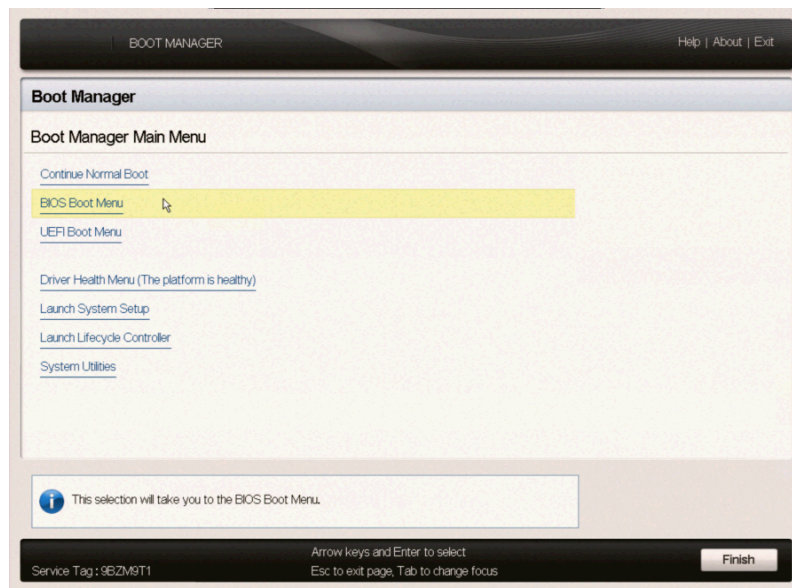 BOOT MANAGER
Help | About | Exit
Boot Manager
Boot Manager Main Menu
Continue Normal Boot
BIOS Boot Menu
UEFI Boot Menu
Driver Health Menu (The platform is healthy)
Launch System Setup
Launch Lifecycle Controller
System Utilities
This selection will take you to the BIOS Boot Menu.
Arrow keys and Enter to select
Service Tag : 9BZM9T1
Esc to exit page, Tab to change focus
Finish